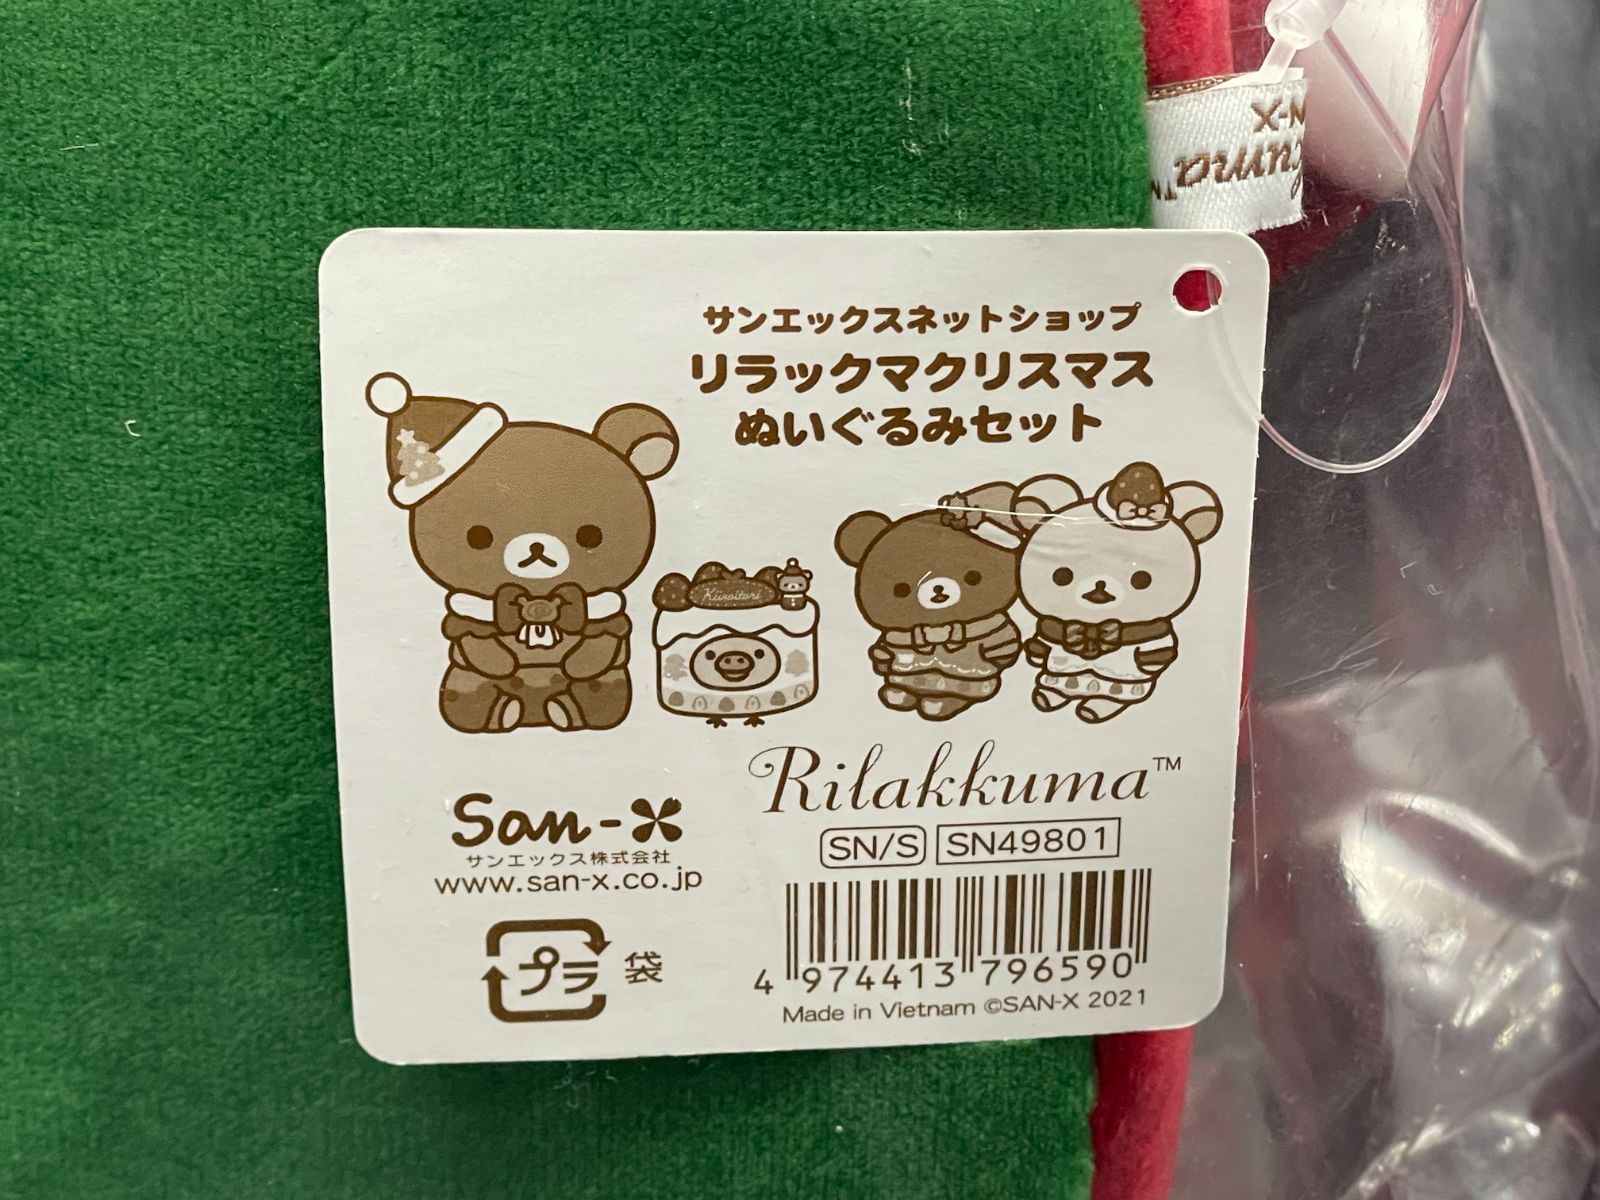 サンエックスネットショップ
リラックマクリスマス
ぬいぐるみセット
Kiiroitori
Rilakkuma™
San-X
サンエックス株式会社
www.san-x.co.jp
SN/S SN49801
プラ 袋
4 974413 796590
Made in Vietnam ©SAN-X 2021